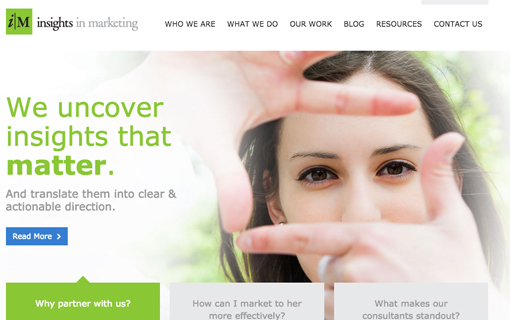 i|M insights in marketing
WHO WE ARE WHAT WE DO OUR WORK BLOG RESOURCES CONTACT US
We uncover
insights that
matter.
And translate them into clear &
actionable direction.
Read More
Why partner with us?
How can I market to her
more effectively?
What makes our
consultants standout?